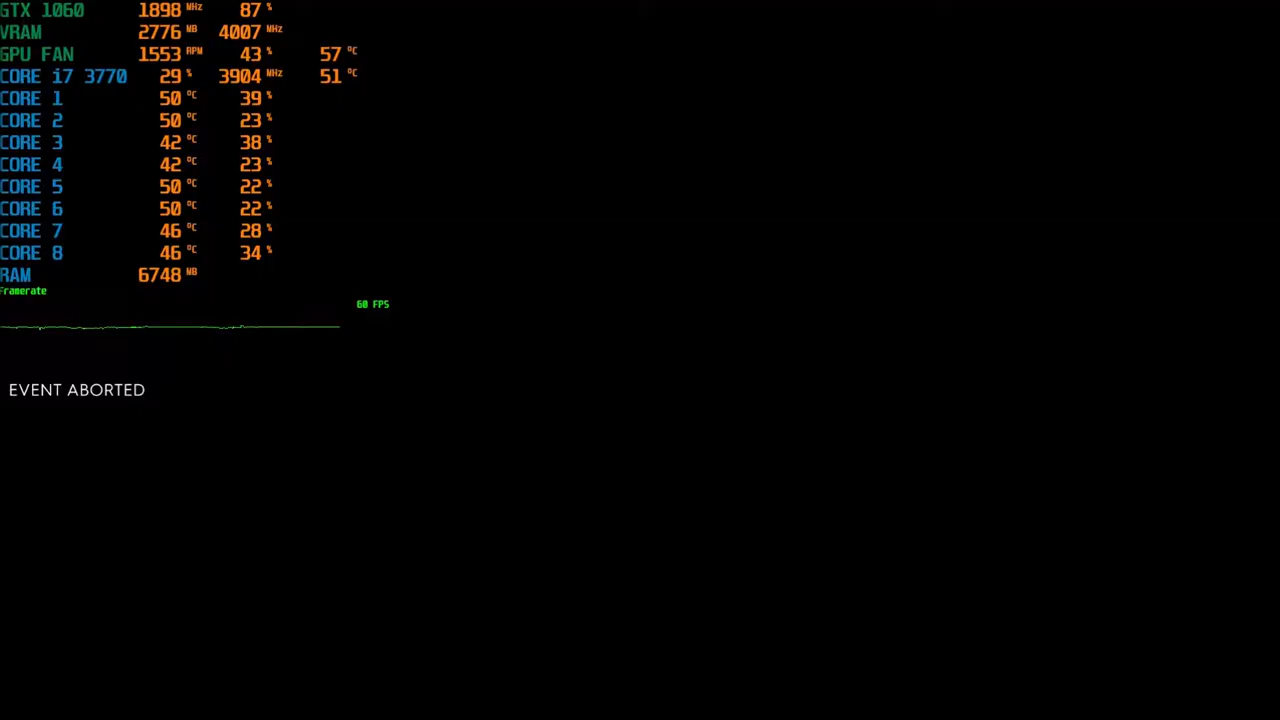 GTX 1060 1898 MHz 87 %
VRAM 2776 MB 4007 MHz
GPU FAN 1553 RPM 43 % 57 °C
CORE i7 3770 29 % 3904 MHz 51 °C
CORE 1 50 °C 39 %
CORE 2 50 °C 23 %
CORE 3 42 °C 38 %
CORE 4 42 °C 23 %
CORE 5 50 °C 22 %
CORE 6 50 °C 22 %
CORE 7 46 °C 28 %
CORE 8 46 °C 34 %
RAM 6748 MB
Framerate
60 FPS
EVENT ABORTED